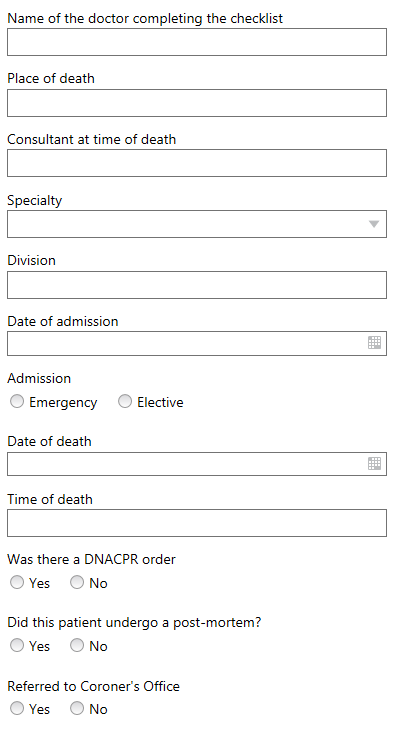 Name of the doctor completing the checklist
Place of death
Consultant at time of death
Specialty
Division
Date of admission
Admission
Emergency Elective
Date of death
Time of death
Was there a DNACPR order
Yes No
Did this patient undergo a post-mortem?
Yes No
Referred to Coroner's Office
Yes No